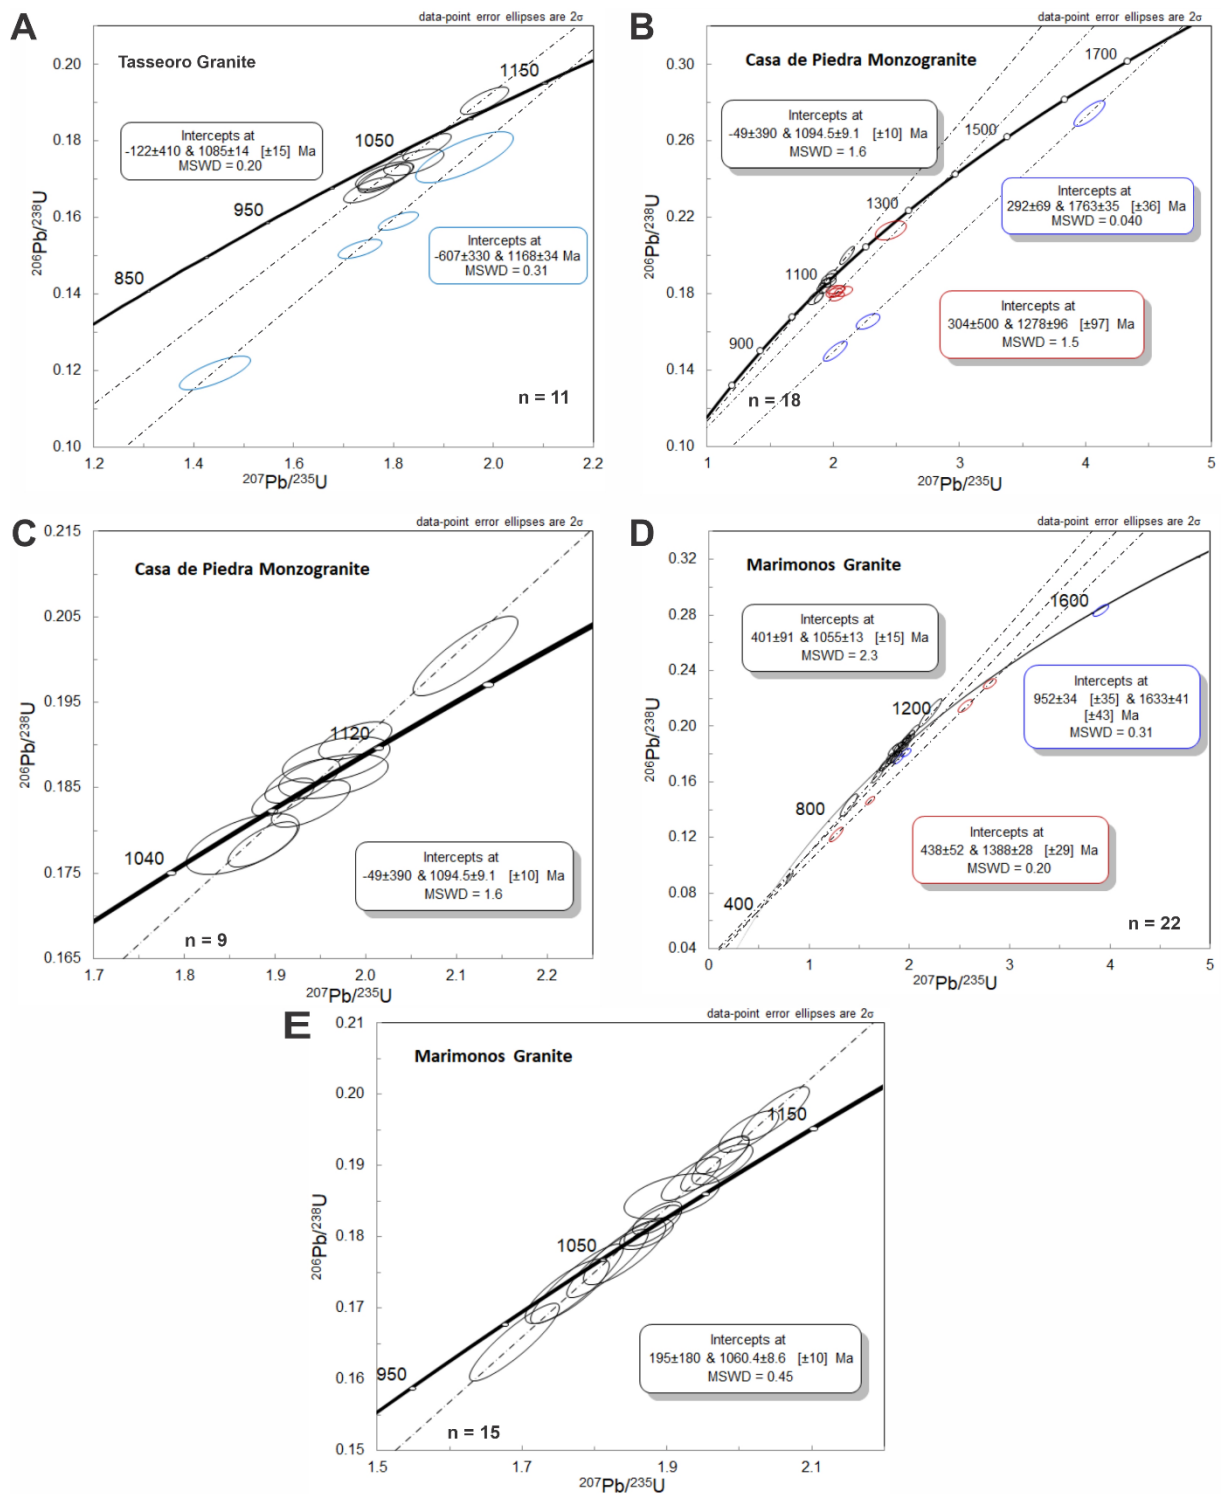 A
data-point error ellipses are 2σ
Tasseoro Granite
Intercepts at
-122±410 & 1085±14 [±15] Ma
MSWD = 0.20
Intercepts at
-607±330 & 1168±34 Ma
MSWD = 0.31
850
950
1050
1150
n = 11
0.20
0.18
0.16
0.14
0.12
0.10
206Pb/238U
1.2
1.4
1.6
1.8
2.0
2.2
207Pb/235U
B
data-point error ellipses are 2σ
Casa de Piedra Monzogranite
Intercepts at
-49±390 & 1094.5±9.1 [±10] Ma
MSWD = 1.6
Intercepts at
292±69 & 1763±35 [±36] Ma
MSWD = 0.040
Intercepts at
304±500 & 1278±96 [±97] Ma
MSWD = 1.5
900
1100
1300
1500
1700
n = 18
0.30
0.26
0.22
0.18
0.14
0.10
206Pb/238U
1
2
3
4
5
207Pb/235U
C
data-point error ellipses are 2σ
Casa de Piedra Monzogranite
1040
1120
Intercepts at
-49±390 & 1094.5±9.1 [±10] Ma
MSWD = 1.6
n = 9
0.215
0.205
0.195
0.185
0.175
0.165
206Pb/238U
1.7
1.8
1.9
2.0
2.1
2.2
207Pb/235U
D
data-point error ellipses are 2σ
Marimonos Granite
Intercepts at
401±91 & 1055±13 [±15] Ma
MSWD = 2.3
Intercepts at
952±34 [±35] & 1633±41
[±43] Ma
MSWD = 0.31
Intercepts at
438±52 & 1388±28 [±29] Ma
MSWD = 0.20
400
800
1200
1600
n = 22
0.32
0.28
0.24
0.20
0.16
0.12
0.08
0.04
206Pb/238U
0
1
2
3
4
5
207Pb/235U
E
data-point error ellipses are 2σ
Marimonos Granite
950
1050
1150
Intercepts at
195±180 & 1060.4±8.6 [±10] Ma
MSWD = 0.45
n = 15
0.21
0.20
0.19
0.18
0.17
0.16
0.15
206Pb/238U
1.5
1.7
1.9
2.1
207Pb/235U